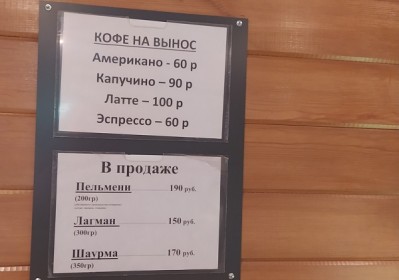 КОФЕ НА ВЫНОС
Американо - 60 р
Капучино – 90 р
Латте – 100 р
Эспрессо – 60 р
В продаже
Пельмени 190 руб.
(200гр)
Лагман 150 руб.
(300гр)
Шаурма 170 руб.
(350гр)